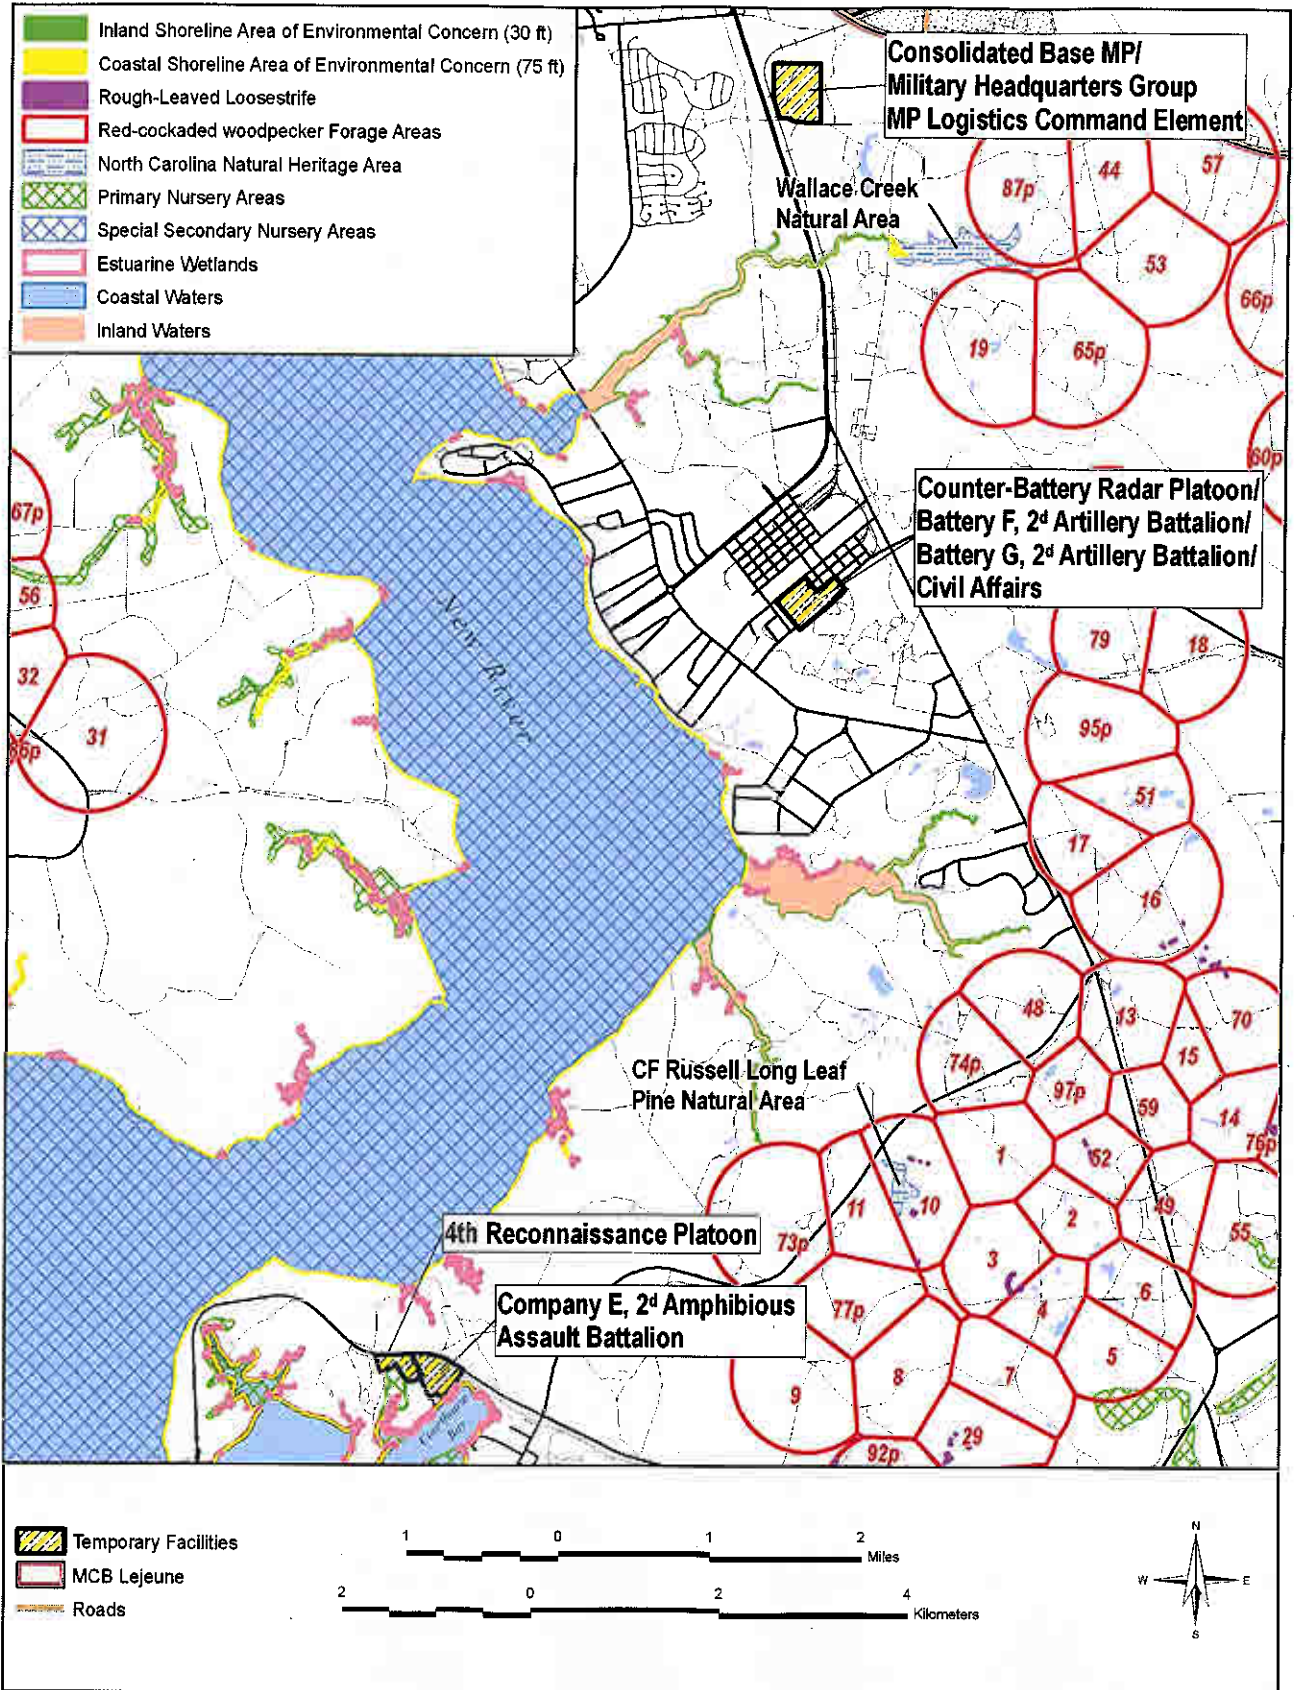 Inland Shoreline Area of Environmental Concern (30 ft)
Coastal Shoreline Area of Environmental Concern (75 ft)
Rough-Leaved Loosestrife
Red-cockaded woodpecker Forage Areas
North Carolina Natural Heritage Area
Primary Nursery Areas
Special Secondary Nursery Areas
Estuarine Wetlands
Coastal Waters
Inland Waters
Consolidated Base MP/
Military Headquarters Group
MP Logistics Command Element
Wallace Creek
Natural Area
87p
44
57
53
66p
19
65p
60p
Counter-Battery Radar Platoon/
Battery F, 2d Artillery Battalion/
Battery G, 2d Artillery Battalion/
Civil Affairs
67p
56
32
31
New River
79
18
95p
51
17
16
48
13
70
15
74p
97p
59
14
76p
CF Russell Long Leaf
Pine Natural Area
1
52
11
10
2
49
55
73p
3
6
4
77p
5
7
8
9
29
92p
4th Reconnaissance Platoon
Company E, 2d Amphibious
Assault Battalion
Temporary Facilities
MCB Lejeune
Roads
1 0 1 2
Miles
2 0 2 4
Kilometers
N
W E
S